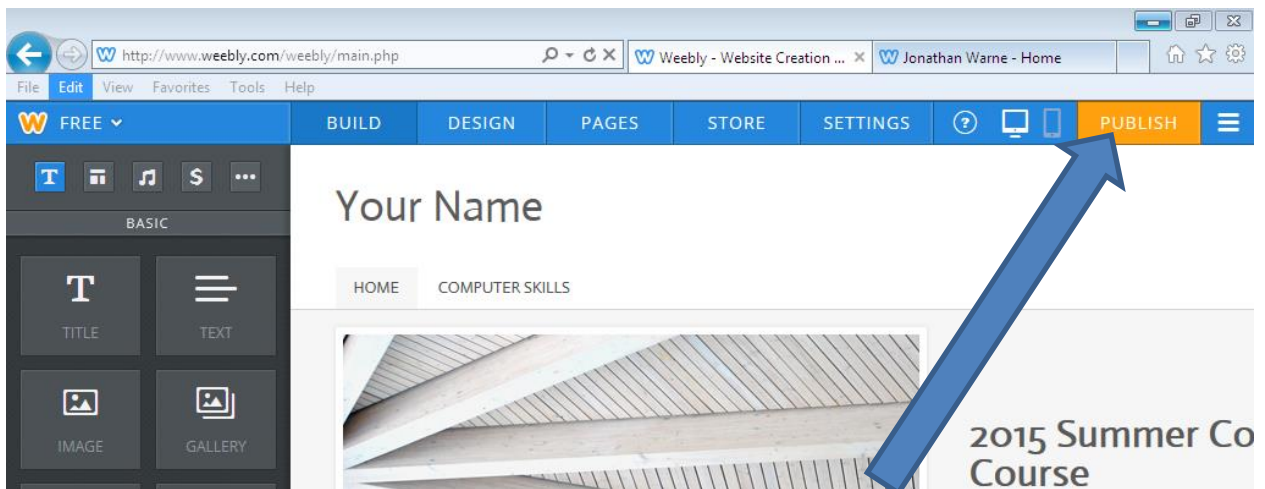 http://www.weebly.com/weebly/main.php
Weebly - Website Creation ...
Jonathan Warne - Home
File Edit View Favorites Tools Help
W FREE BUILD DESIGN PAGES STORE SETTINGS ? PUBLISH
T $ ...
BASIC
Your Name
T
TITLE TEXT
HOME COMPUTER SKILLS
IMAGE GALLERY
2015 Summer Co
Course